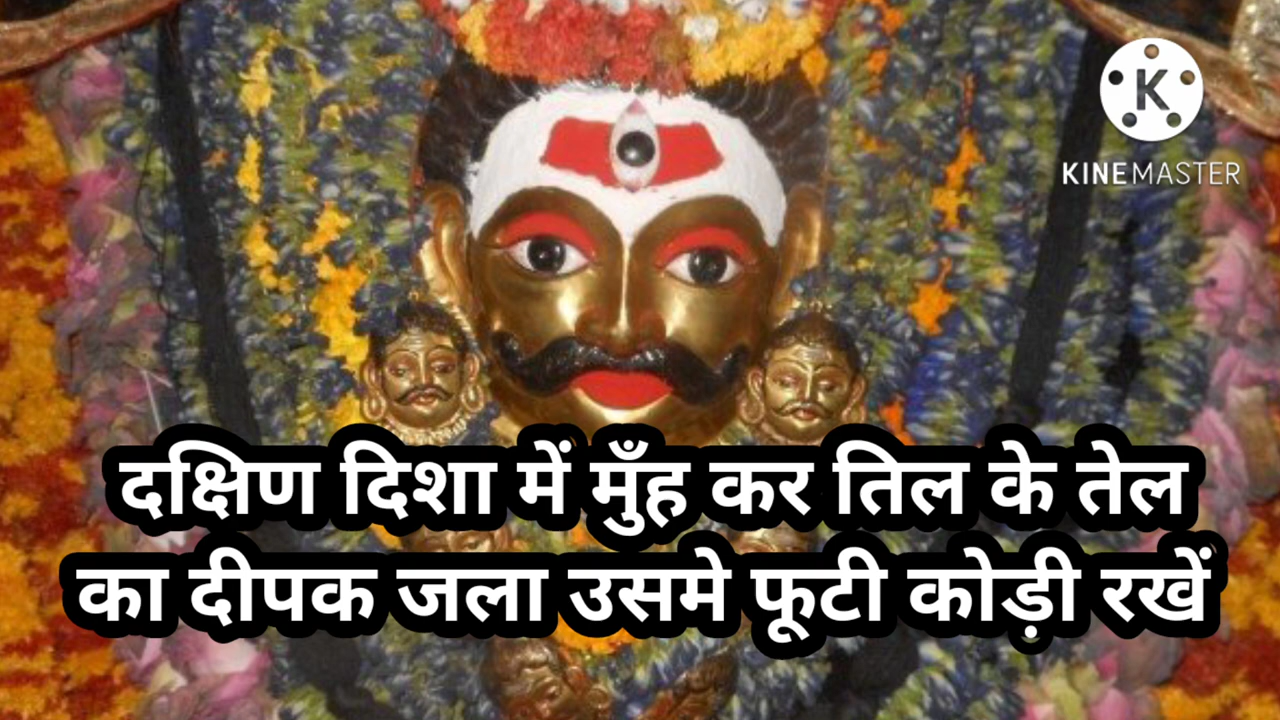 K
KINEMASTER
दक्षिण दिशा में मुँह कर तिल के तेल
का दीपक जला उसमे फूटी कोड़ी रखें